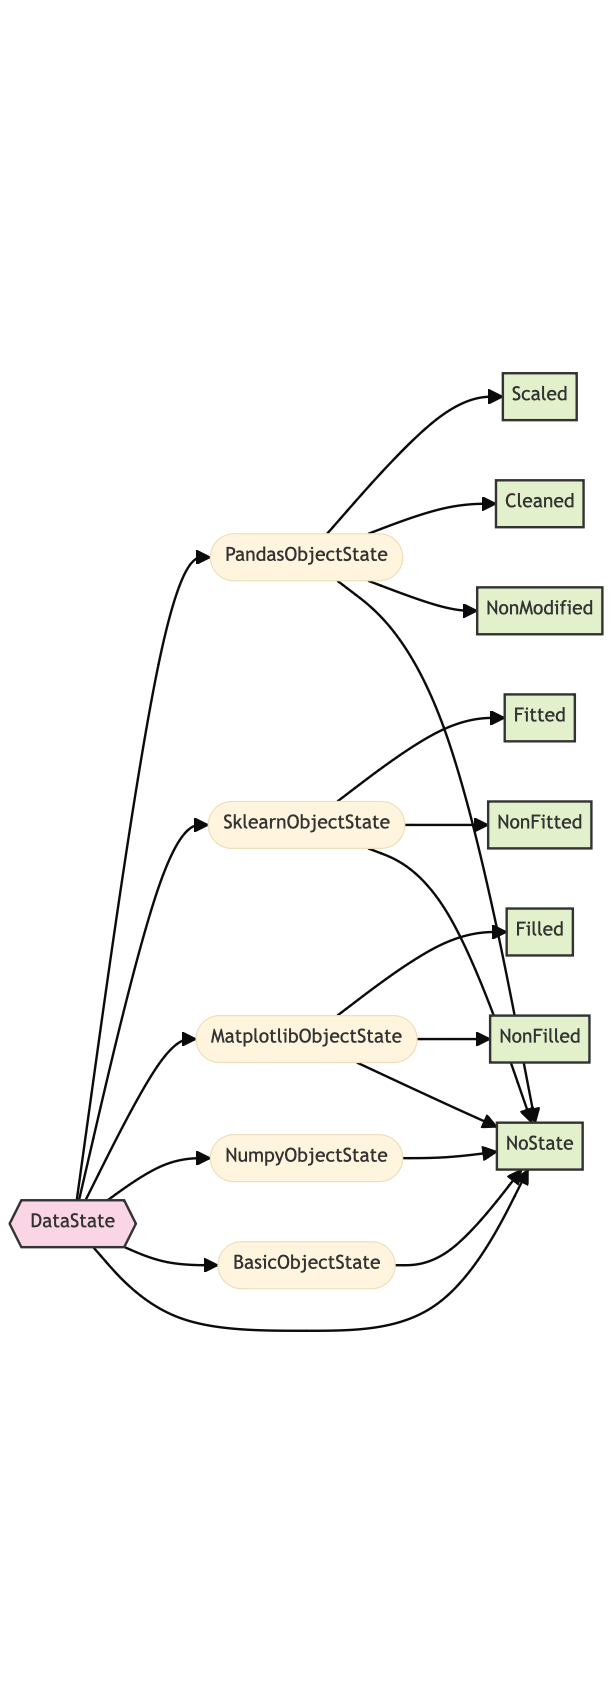 Scaled
Cleaned
PandasObjectState
NonModified
Fitted
SklearnObjectState
NonFitted
Filled
MatplotlibObjectState
NonFilled
NoState
NumpyObjectState
DataState
BasicObjectState